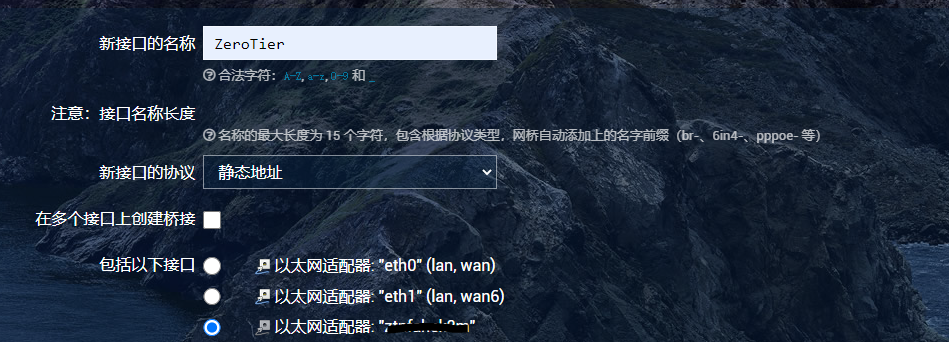 新接口的名称 ZeroTier
合法字符：A-Z,a-z,0-9 和 _
注意：接口名称长度
名称的最大长度为 15 个字符，包含根据协议类型，网桥自动添加上的名字前缀（br-、6in4-、pppoe- 等）
新接口的协议 静态地址
在多个接口上创建桥接
包括以下接口 以太网适配器: "eth0" (lan, wan)
以太网适配器: "eth1" (lan, wan6)
以太网适配器: